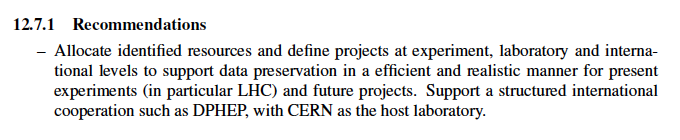 12.7.1 Recommendations
– Allocate identified resources and define projects at experiment, laboratory and interna-
tional levels to support data preservation in a efficient and realistic manner for present
experiments (in particular LHC) and future projects. Support a structured international
cooperation such as DPHEP, with CERN as the host laboratory.